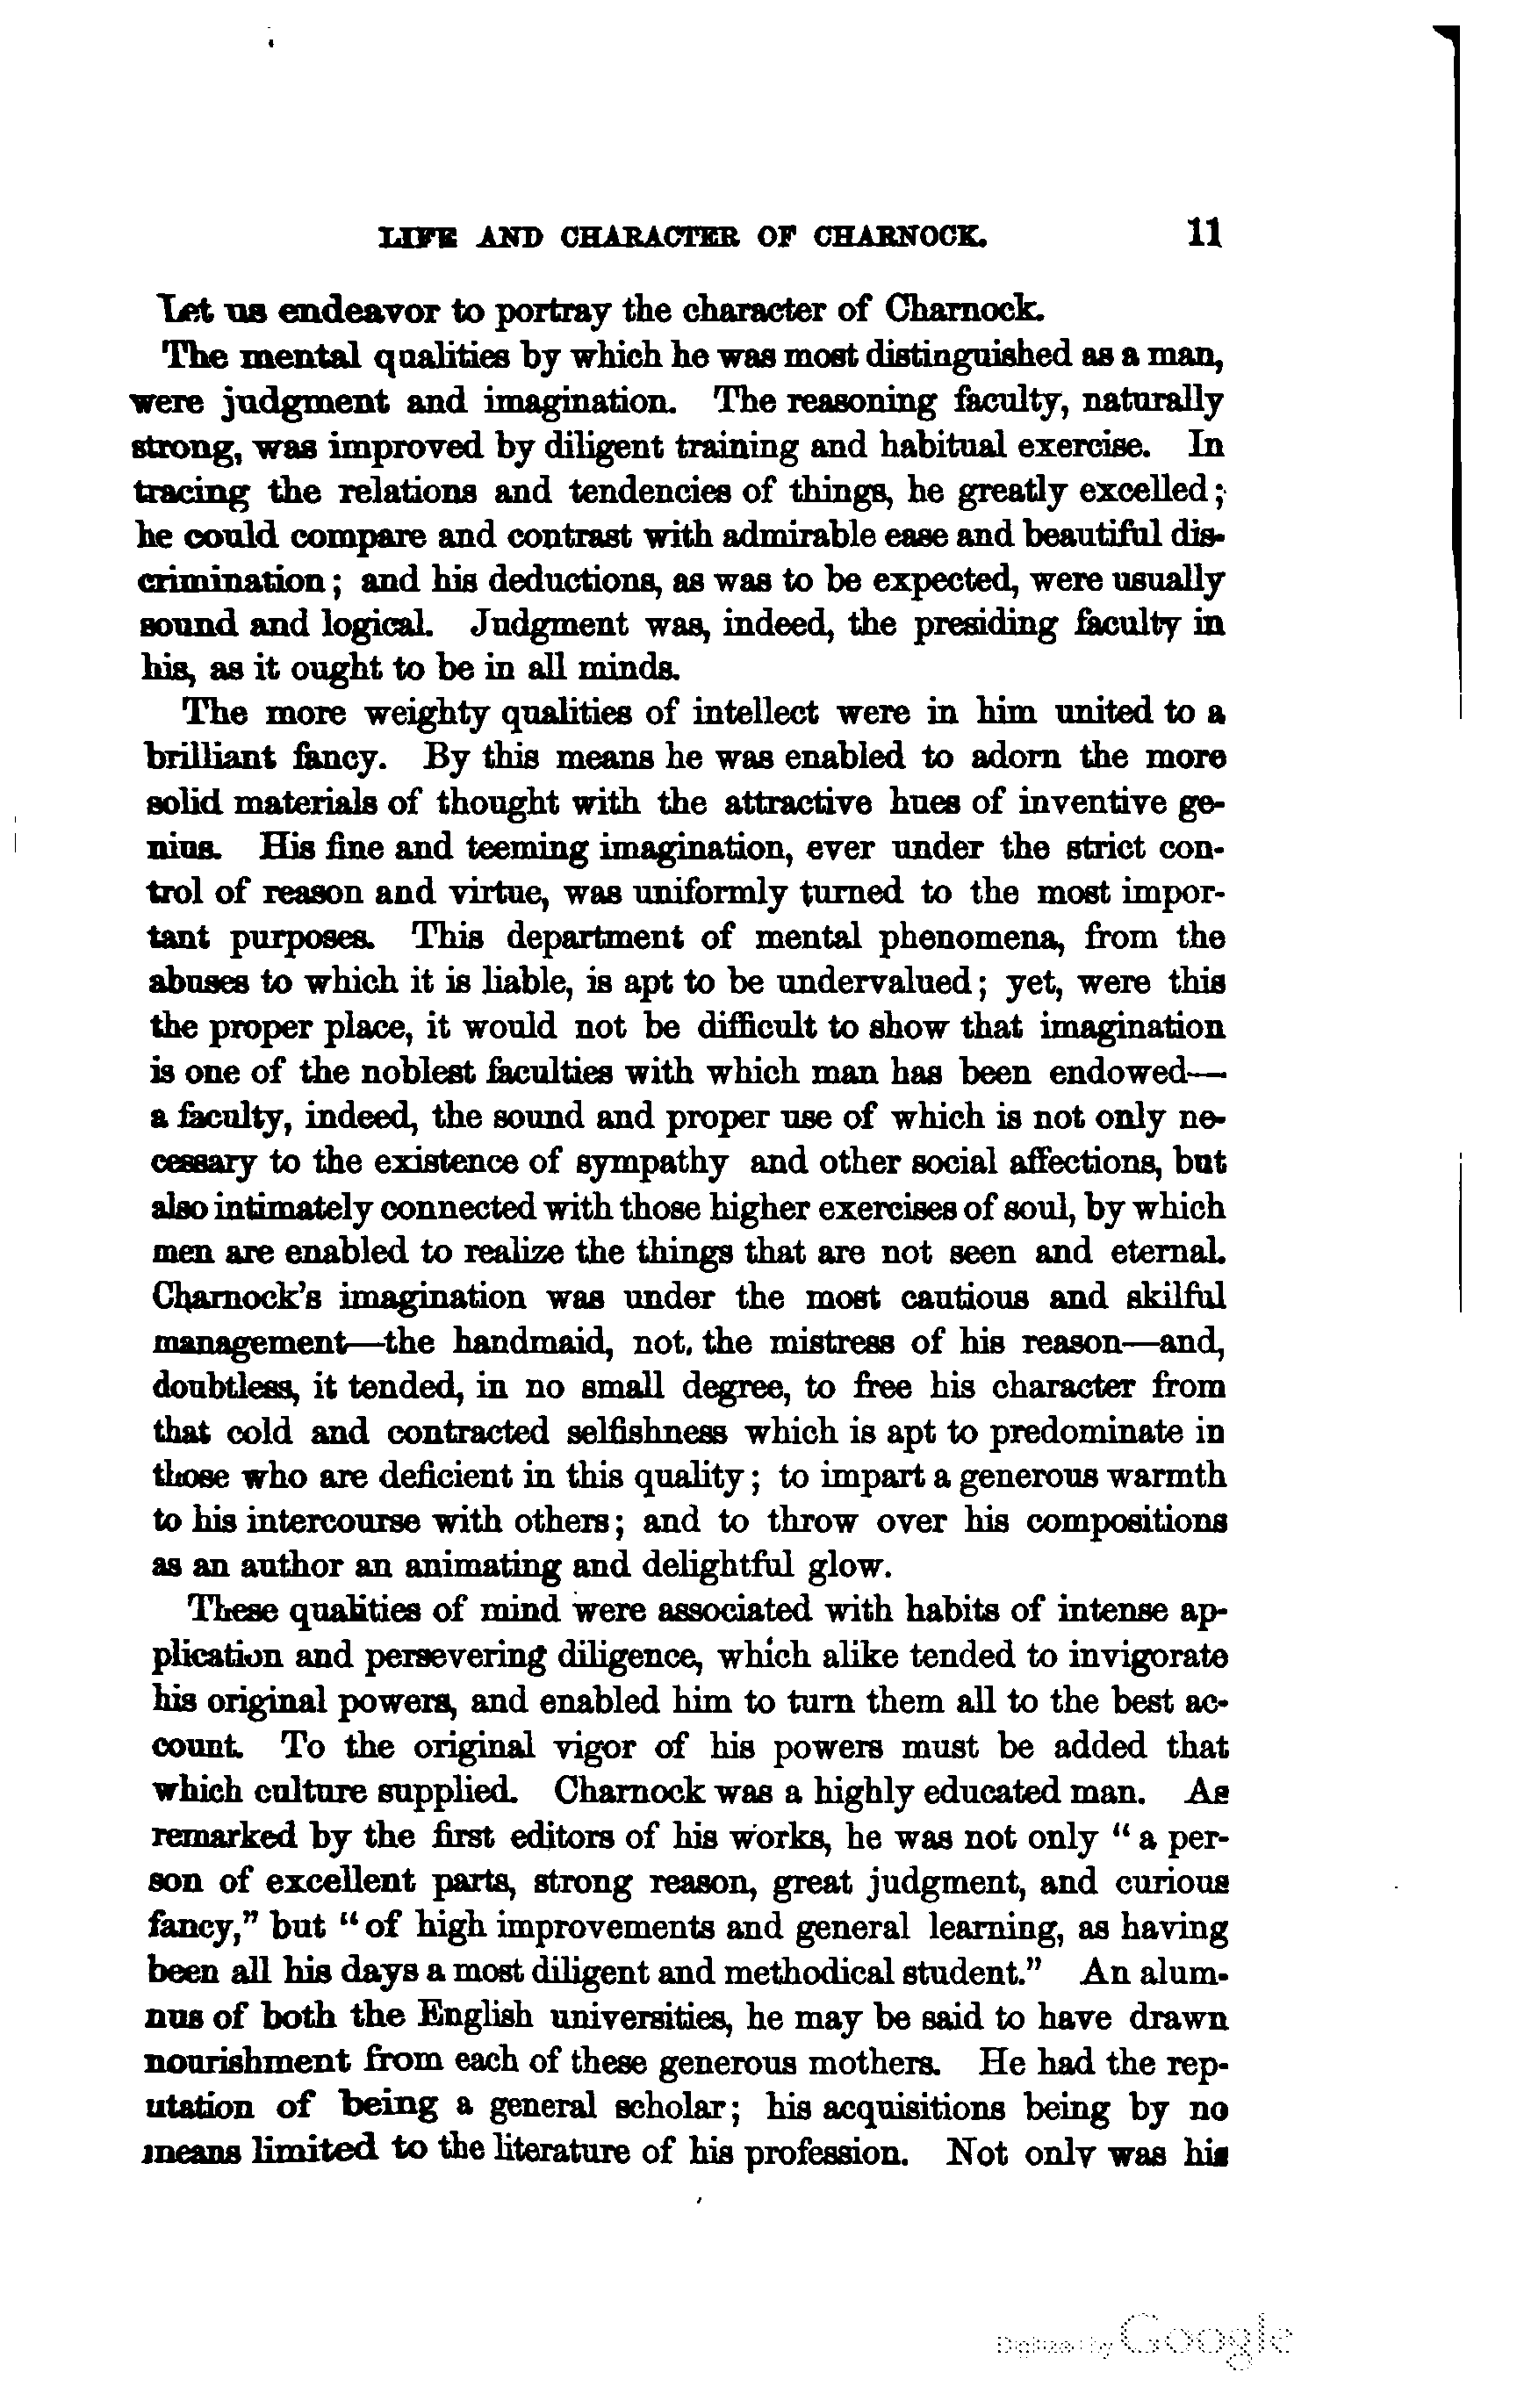 LIFE AND CHARACTER OF CHARNOCK. 11
Let us endeavor to portray the character of Charnock.
The mental qualities by which he was most distinguished as a man,
were judgment and imagination. The reasoning faculty, naturally
strong, was improved by diligent training and habitual exercise. In
tracing the relations and tendencies of things, he greatly excelled;
he could compare and contrast with admirable ease and beautiful dis-
crimination; and his deductions, as was to be expected, were usually
sound and logical. Judgment was, indeed, the presiding faculty in
his, as it ought to be in all minds.
The more weighty qualities of intellect were in him united to a
brilliant fancy. By this means he was enabled to adorn the more
solid materials of thought with the attractive hues of inventive ge-
nius. His fine and teeming imagination, ever under the strict con-
trol of reason and virtue, was uniformly turned to the most impor-
tant purposes. This department of mental phenomena, from the
abuses to which it is liable, is apt to be undervalued; yet, were this
the proper place, it would not be difficult to show that imagination
is one of the noblest faculties with which man has been endowed—
a faculty, indeed, the sound and proper use of which is not only ne-
cessary to the existence of sympathy and other social affections, but
also intimately connected with those higher exercises of soul, by which
men are enabled to realize the things that are not seen and eternal.
Charnock's imagination was under the most cautious and skilful
management—the handmaid, not, the mistress of his reason—and,
doubtless, it tended, in no small degree, to free his character from
that cold and contracted selfishness which is apt to predominate in
those who are deficient in this quality; to impart a generous warmth
to his intercourse with others; and to throw over his compositions
as an author an animating and delightful glow.
These qualities of mind were associated with habits of intense ap-
plication and persevering diligence, which alike tended to invigorate
his original powers, and enabled him to turn them all to the best ac-
count. To the original vigor of his powers must be added that
which culture supplied. Charnock was a highly educated man. As
remarked by the first editors of his works, he was not only "a per-
son of excellent parts, strong reason, great judgment, and curious
fancy," but "of high improvements and general learning, as having
been all his days a most diligent and methodical student." An alum-
nus of both the English universities, he may be said to have drawn
nourishment from each of these generous mothers. He had the rep-
utation of being a general scholar; his acquisitions being by no
means limited to the literature of his profession. Not only was his
Digitized by Google